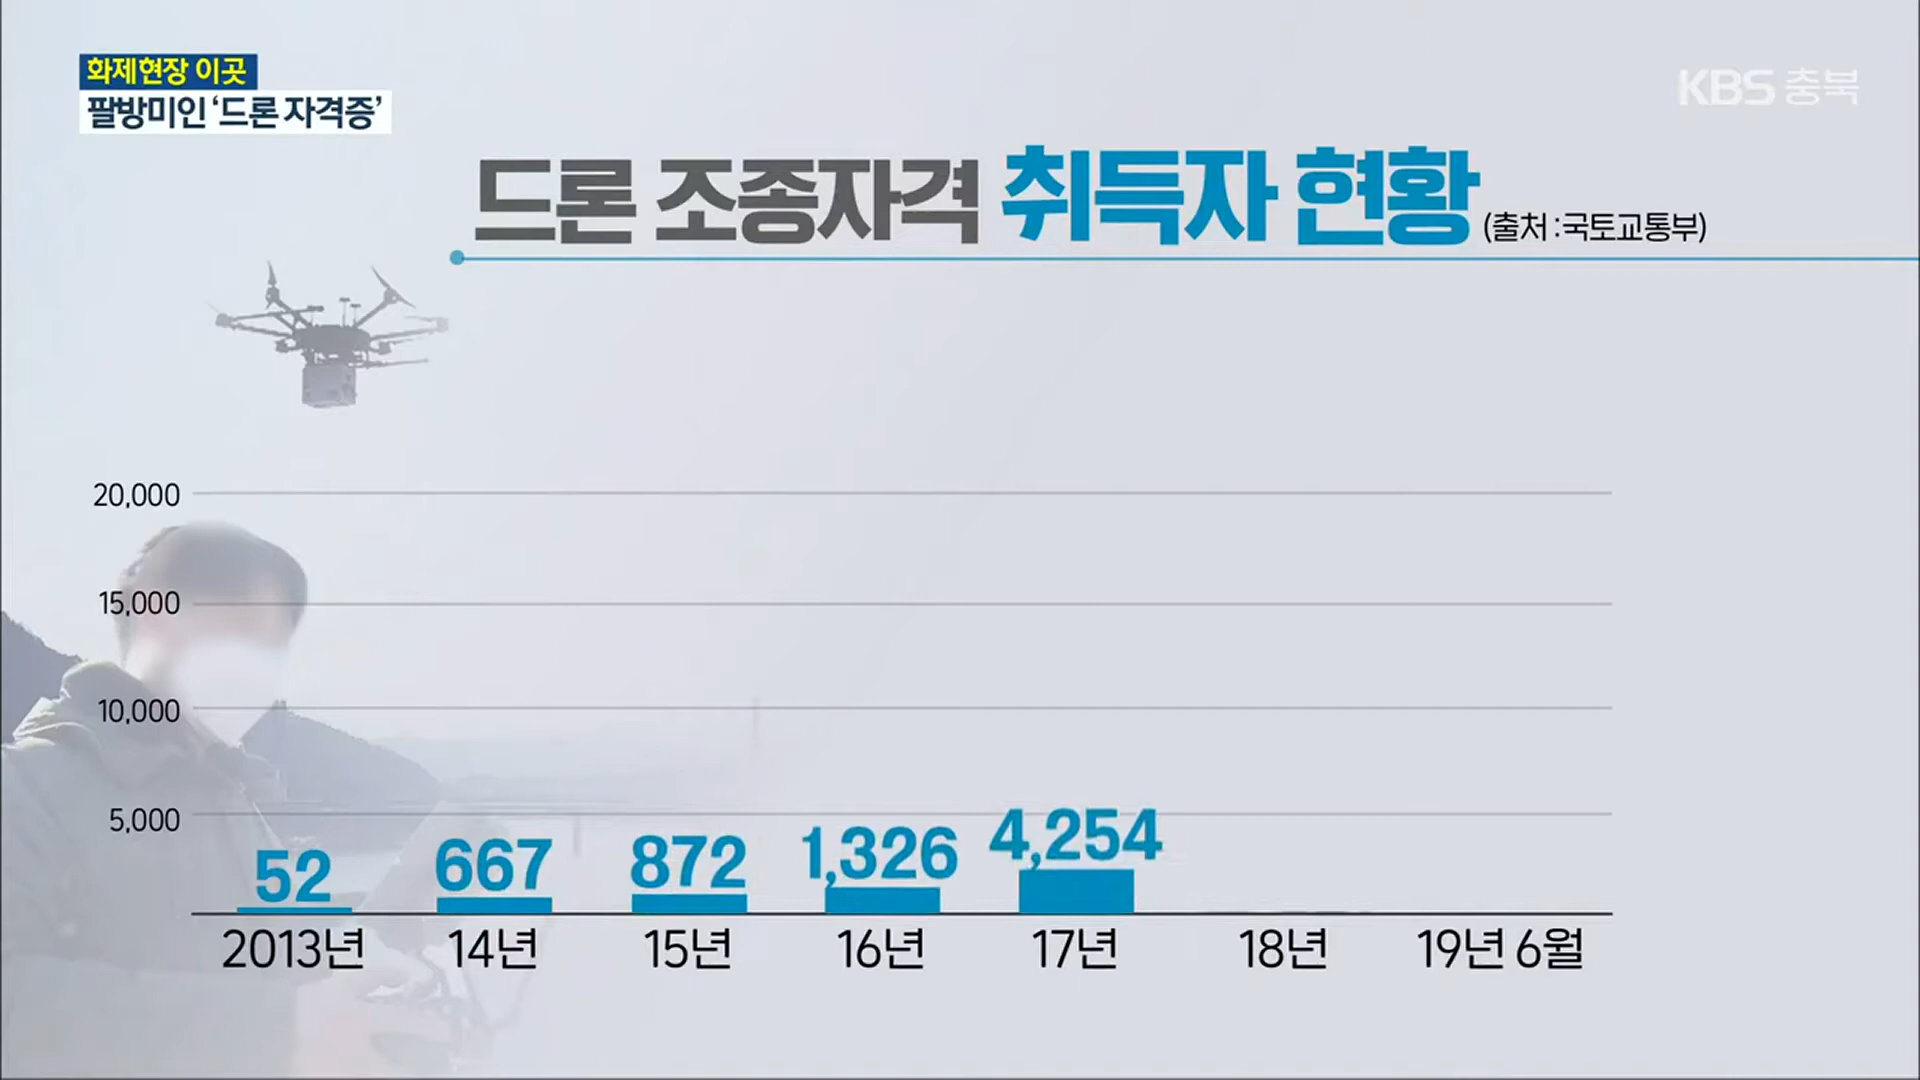 화제현장 이곳
팔방미인 ‘드론 자격증’
KBS 충북
드론 조종자격 취득자 현황 (출처 :국토교통부)
20,000
15,000
10,000
5,000
52
667
872
1,326
4,254
2013년
14년
15년
16년
17년
18년
19년 6월